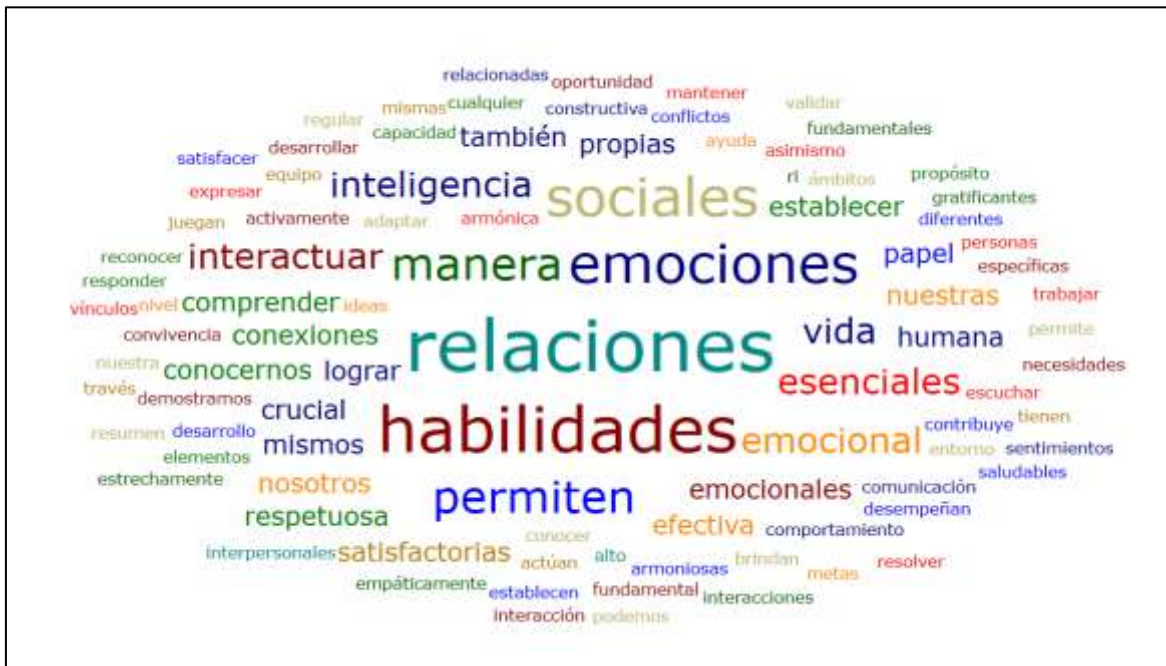 relacionadas oportunidad mantener
mismas cualquier constructiva conflictos validar
regular capacidad también propias ayuda fundamentales
satisfacer desarrollar asimismo
expresar equipo inteligencia sociales ri ámbitos propósito
juegan activamente adaptar armónica establecer gratificantes
diferentes
reconocer interactuar manera emociones papel personas
responder específicas
vínculos nivel comprender ideas nuestras trabajar
convivencia conexiones relaciones vida humana permite
nuestra conocernos lograr necesidades
través demostramos esenciales escuchar
crucial habilidades contribuye tienen
resumen desarrollo mismos emocional entorno sentimientos
elementos saludables
estrechamente nosotros permiten emocionales comunicación
desempeñan
respetuosa efectiva comportamiento
conocer
interpersonales satisfactorias actúan alto brindan resolver
armoniosas metas
empáticamente establecen fundamental interacciones
interacción podemos